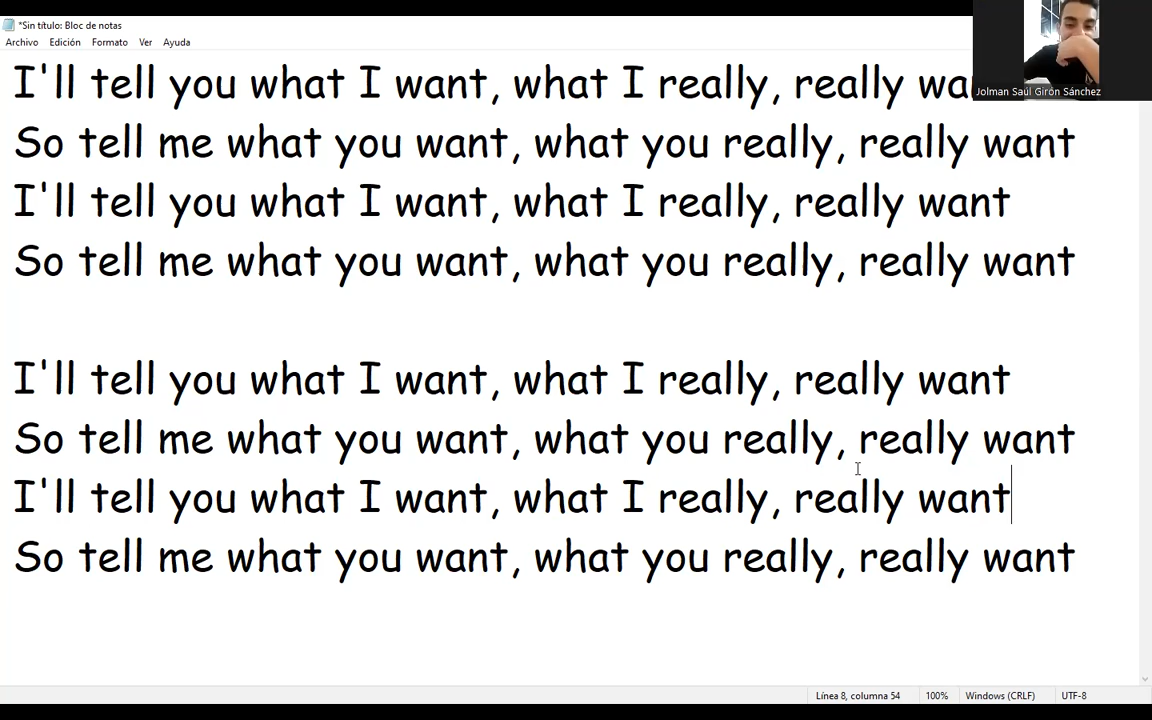 *Sin título: Bloc de notas
Archivo Edición Formato Ver Ayuda
I'll tell you what I want, what I really, really
So tell me what you want, what you really, really want
I'll tell you what I want, what I really, really want
So tell me what you want, what you really, really want
I'll tell you what I want, what I really, really want
So tell me what you want, what you really, really want
I'll tell you what I want, what I really, really want
So tell me what you want, what you really, really want
Jolman Saúl Girón Sánchez
Línea 8, columna 54 100% Windows (CRLF) UTF-8